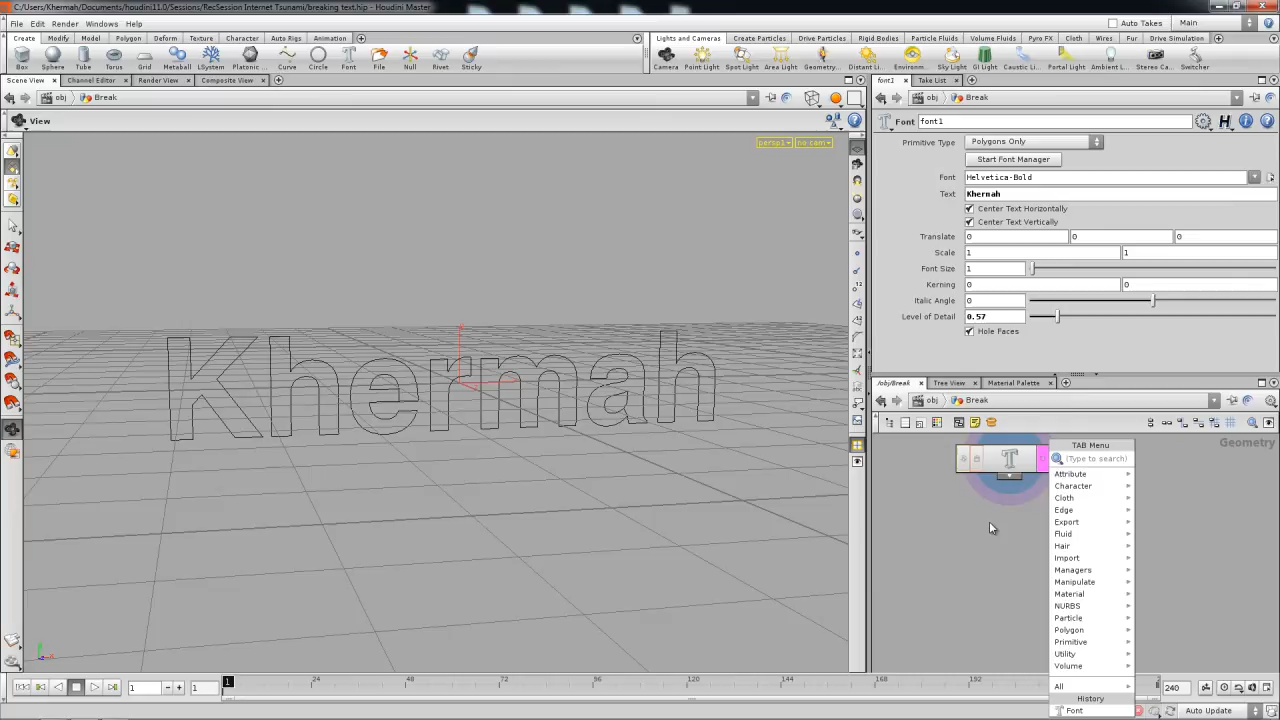 C:/Users/Khermah/Documents/houdini11.0/Sessions/RecSession Internet Tsunami/breaking text.hip - Houdini Master
File Edit Render Windows Help
Auto Takes Main
Create Modify Model Polygon Deform Texture Character Auto Rigs Animation
Lights and Cameras Create Particles Drive Particles Rigid Bodies Particle Fluids Volume Fluids Pyro FX Cloth Wires Fur Drive Simulation
Box Sphere Tube Torus Grid Metaball LSystem Platonic ... Curve Circle Font File Null Rivet Sticky
Camera Point Light Spot Light Area Light Geometry... Distant Li... Environm... Sky Light GI Light Caustic Li... Portal Light Ambient L... Stereo Ca... Switcher
Scene View Channel Editor Render View Composite View
font1 Take List
obj Break
obj Break
View
persp1 no cam
Font font1
Primitive Type Polygons Only
Start Font Manager
Font Helvetica-Bold
Text Khermah
Center Text Horizontally
Center Text Vertically
Translate 0 0 0
Scale 1 1
Font Size 1
Kerning 0 0
Italic Angle 0
Level of Detail 0.57
Hole Faces
Khermah
/obj/Break Tree View Material Palette
obj Break
Geometry
T
TAB Menu
(Type to search)
Attribute
Character
Cloth
Edge
Export
Fluid
Hair
Import
Managers
Manipulate
Material
NURBS
Particle
Polygon
Primitive
Utility
Volume
All
History
Font
1 1 1 24 48 72 96 120 144 168 192 2 240
Auto Update